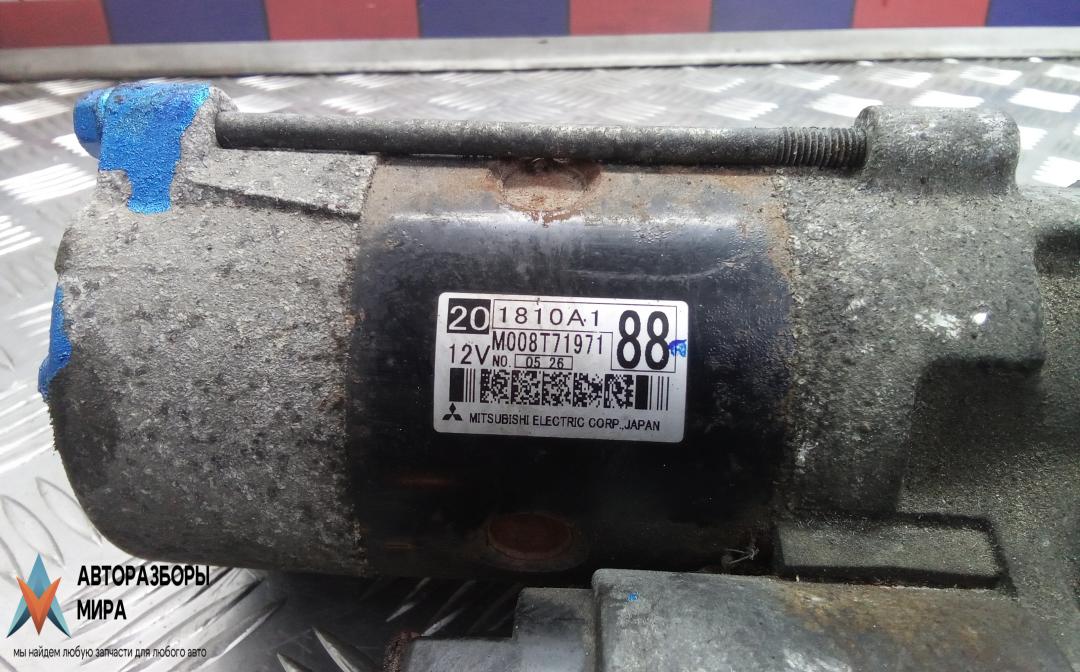 20 1810A1 88
M008T71971
12V NO. 05 26
MITSUBISHI ELECTRIC CORP., JAPAN
АВТОРАЗБОРЫ
МИРА
мы найдем любую запчасти для любого авто